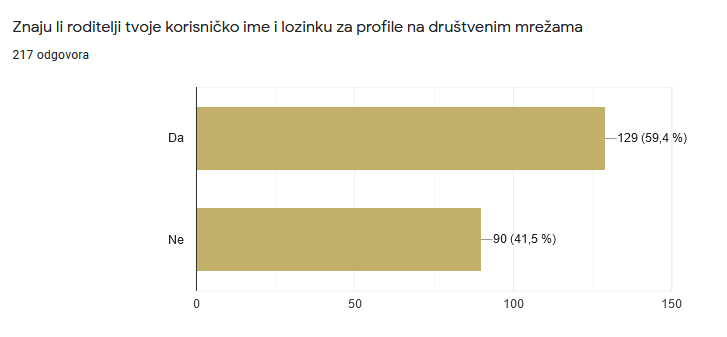 Znaju li roditelji tvoje korisničko ime i lozinku za profile na društvenim mrežama
217 odgovora
Da
129 (59,4 %)
Ne
90 (41,5 %)
0
50
100
150